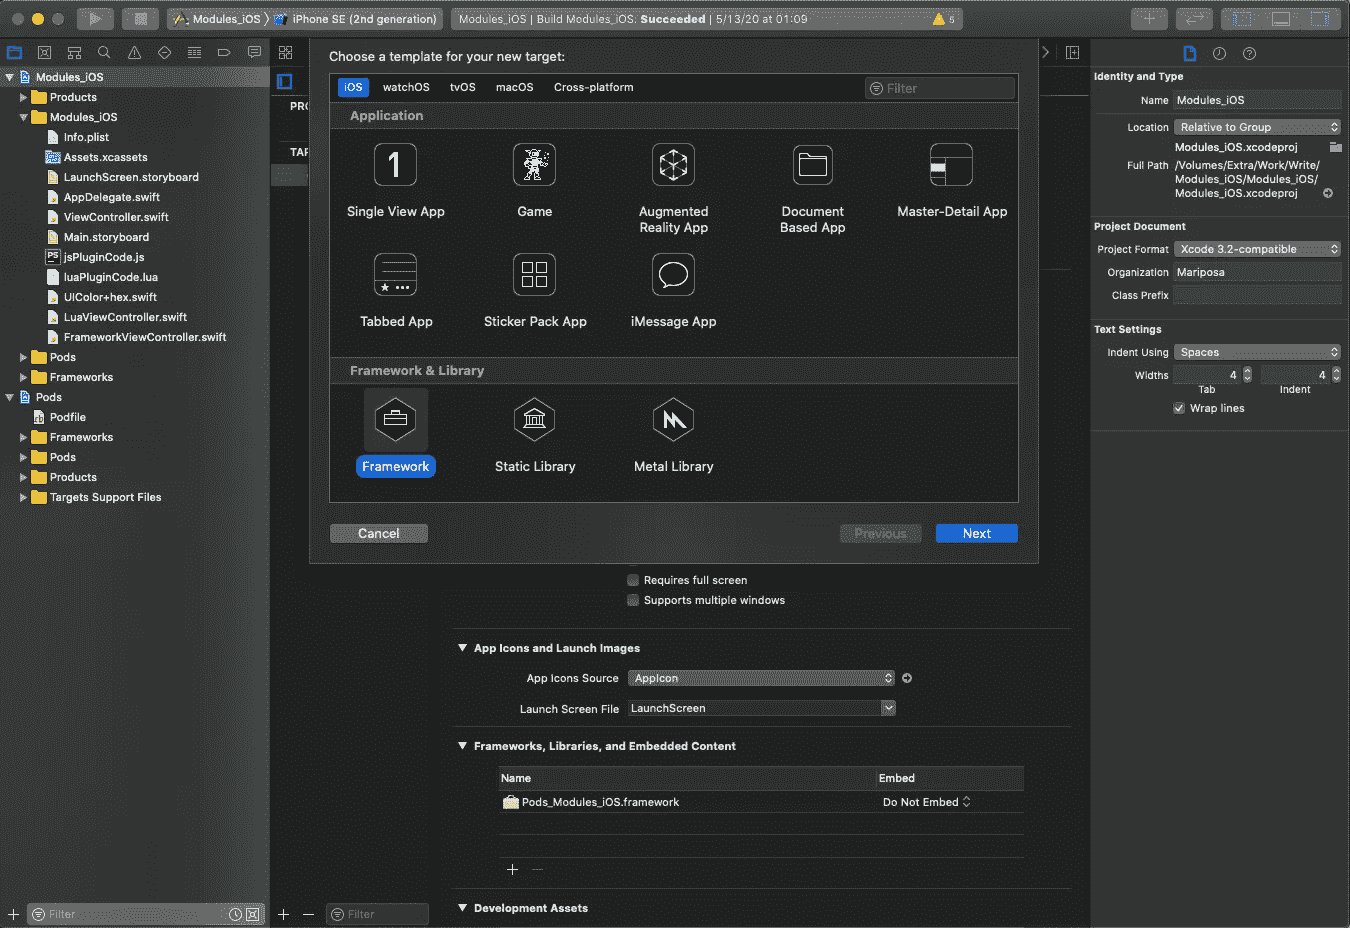 Modules_iOS
iPhone SE (2nd generation)
Modules_iOS | Build Modules_iOS: Succeeded | 5/13/20 at 01:09
5
Modules_iOS
Products
Modules_iOS
Info.plist
Assets.xcassets
LaunchScreen.storyboard
AppDelegate.swift
ViewController.swift
Main.storyboard
PS
jsPluginCode.js
luaPluginCode.lua
UIColor+hex.swift
LuaViewController.swift
FrameworkViewController.swift
Pods
Frameworks
Pods
Podfile
Frameworks
Pods
Products
Targets Support Files
Filter
PRO
TAR
Filter
Choose a template for your new target:
iOS
watchOS
tvOS
macOS
Cross-platform
Filter
Application
1
Single View App
Game
Augmented
Reality App
Document
Based App
Master-Detail App
Tabbed App
Sticker Pack App
iMessage App
Framework & Library
Framework
Static Library
Metal Library
Cancel
Previous
Next
Requires full screen
Supports multiple windows
App Icons and Launch Images
App Icons Source
AppIcon
Launch Screen File
LaunchScreen
Frameworks, Libraries, and Embedded Content
Name
Embed
Pods_Modules_iOS.framework
Do Not Embed
Development Assets
Identity and Type
Name
Modules_iOS
Location
Relative to Group
Modules_iOS.xcodeproj
Full Path
/Volumes/Extra/Work/Write/
Modules_iOS/Modules_iOS/
Modules_iOS.xcodeproj
Project Document
Project Format
Xcode 3.2-compatible
Organization
Mariposa
Class Prefix
Text Settings
Indent Using
Spaces
Widths
4
4
Tab
Indent
Wrap lines